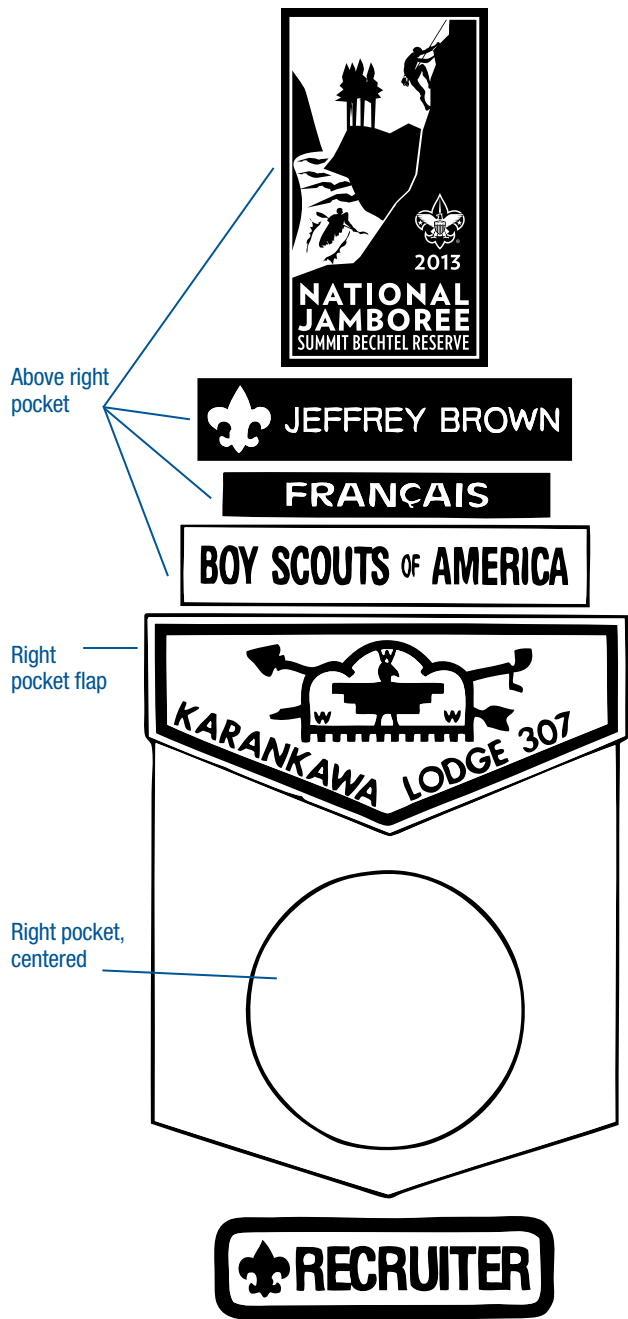 2013
NATIONAL
JAMBOREE
SUMMIT BECHTEL RESERVE
Above right
pocket
JEFFREY BROWN
FRANÇAIS
BOY SCOUTS OF AMERICA
Right
pocket flap
W
W W
KARANKAWA LODGE 307
Right pocket,
centered
RECRUITER